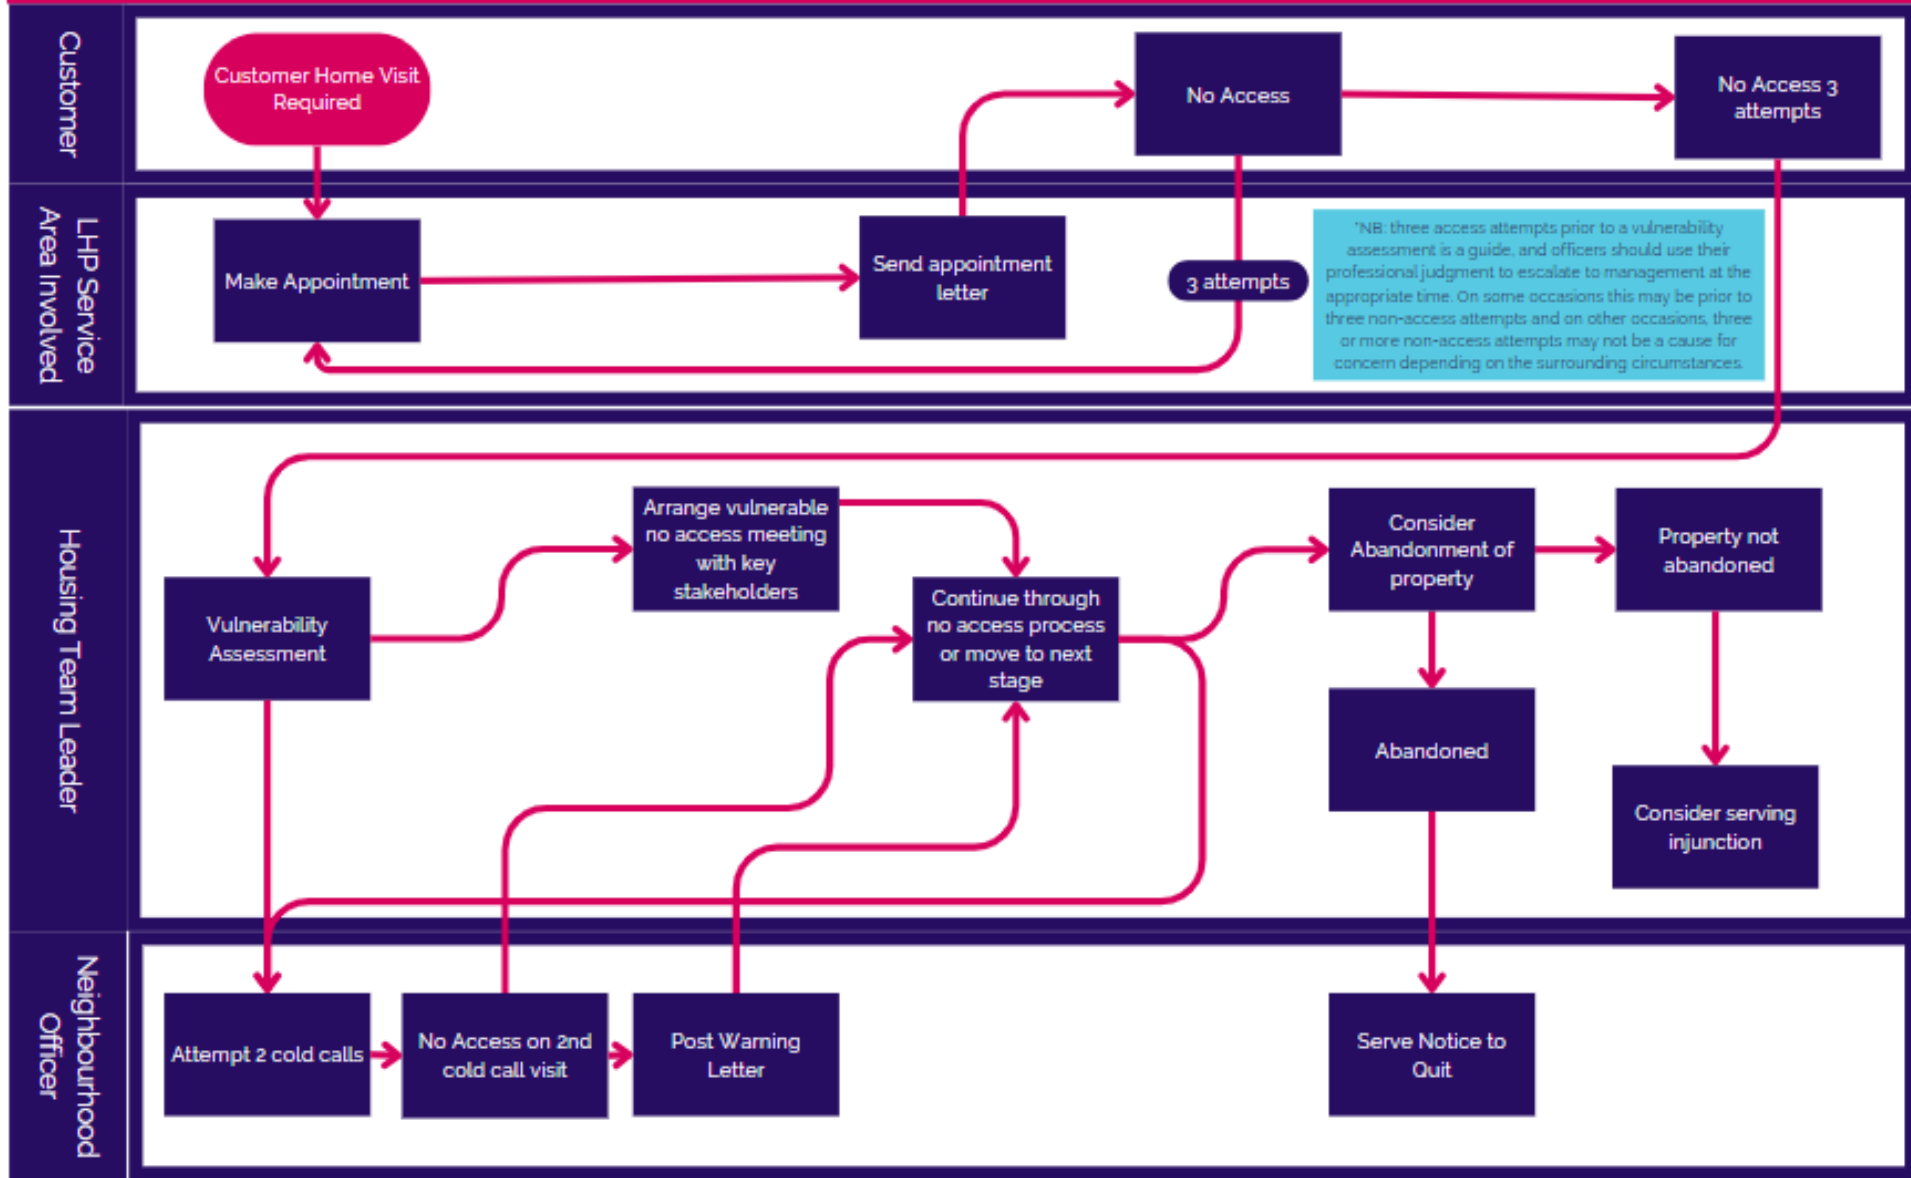 Customer
Customer Home Visit
Required
No Access
No Access 3
attempts
LHP Service
Area Involved
Make Appointment
Send appointment
letter
3 attempts
*NB: three access attempts prior to a vulnerability
assessment is a guide, and officers should use their
professional judgment to escalate to management at the
appropriate time. On some occasions this may be prior to
three non-access attempts and on other occasions, three
or more non-access attempts may not be a cause for
concern depending on the surrounding circumstances.
Housing Team Leader
Vulnerability
Assessment
Arrange vulnerable
no access meeting
with key
stakeholders
Continue through
no access process
or move to next
stage
Consider
Abandonment of
property
Property not
abandoned
Abandoned
Consider serving
injunction
Neighbourhood
Officer
Attempt 2 cold calls
No Access on 2nd
cold call visit
Post Warning
Letter
Serve Notice to
Quit